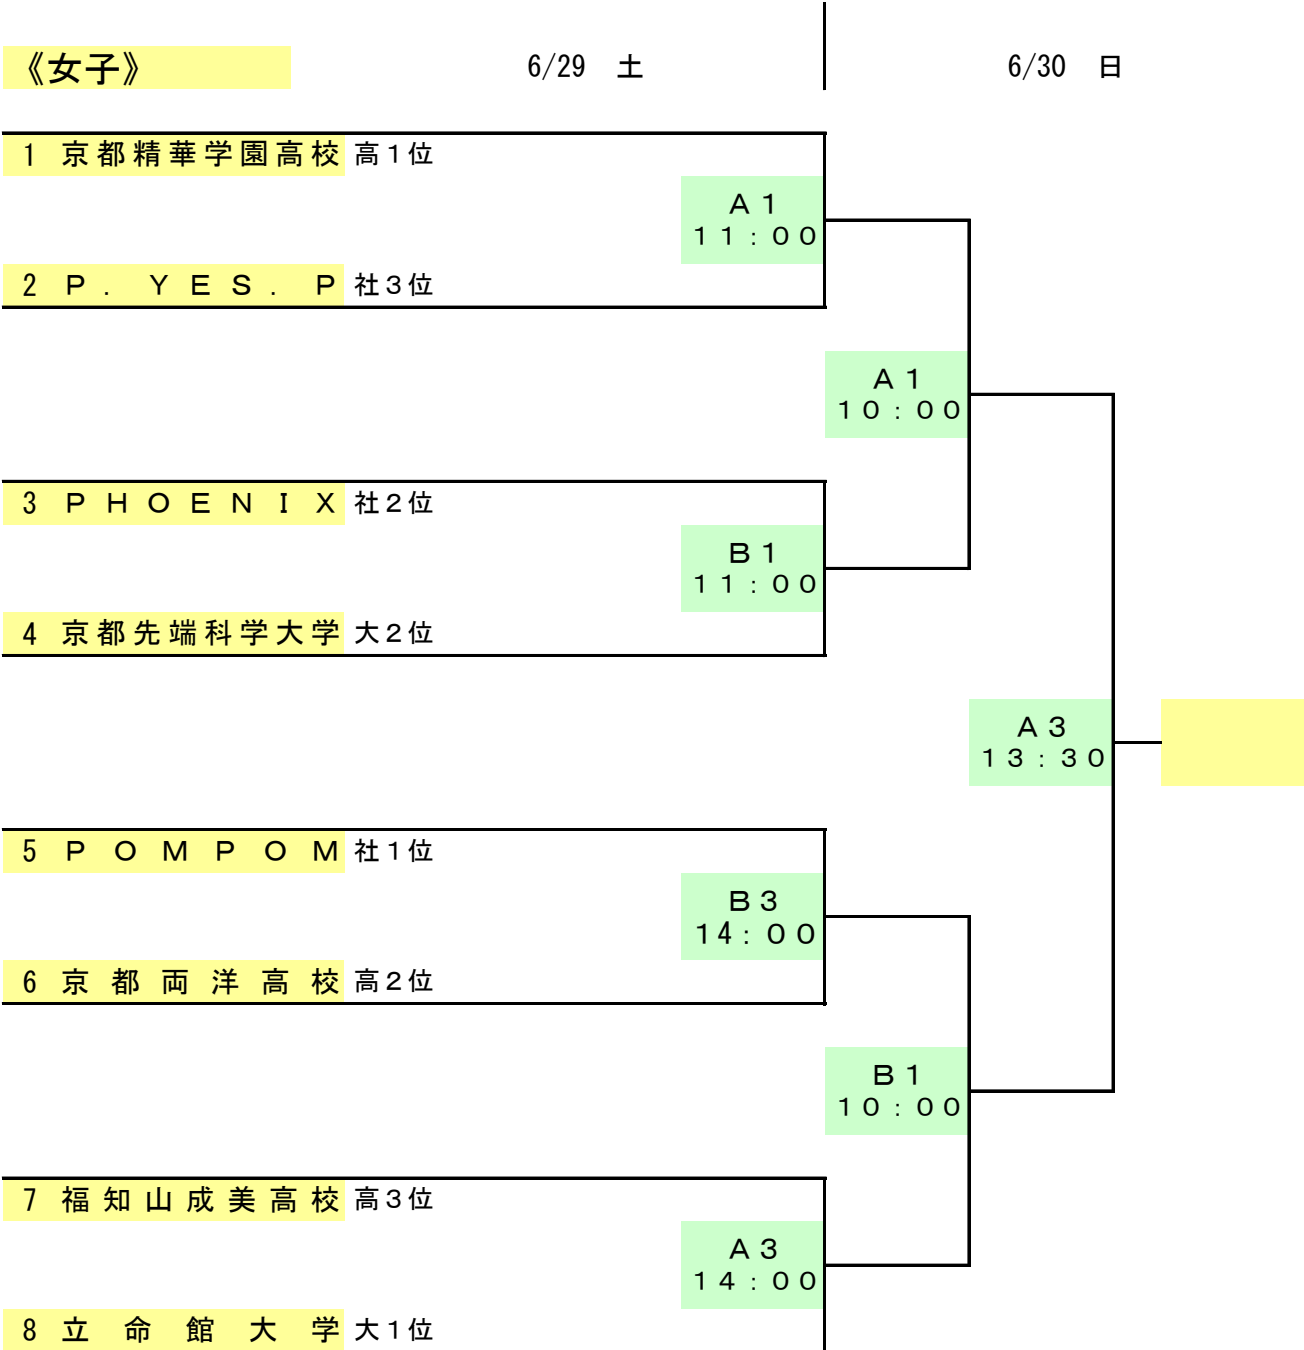 《女子》 6/29 土 6/30 日
1 京都精華学園高校 高1位
A1
11:00
2 P. YES. P 社3位
A1
10:00
3 PHOENIX 社2位
B1
11:00
4 京都先端科学大学 大2位
A3
13:30
5 POMPOM 社1位
B3
14:00
6 京都両洋高校 高2位
B1
10:00
7 福知山成美高校 高3位
A3
14:00
8 立命館大学 大1位